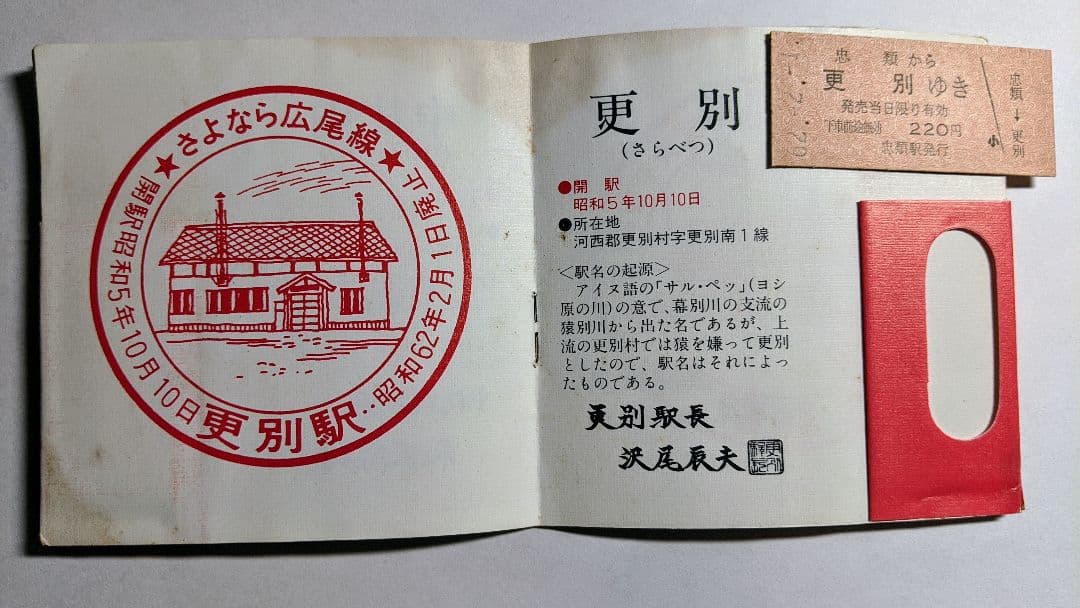 ★さよなら広尾線★
開駅昭和5年10月10日‥昭和62年2月1日廃止
更別駅
更別
(さらべつ)
●開駅
昭和5年10月10日
●所在地
河西郡更別村字更別南1線
<駅名の起源>
アイヌ語の「サル・ペッ」(ヨシ
原の川)の意で、幕別川の支流の
猿別川から出た名であるが、上
流の更別村では猿を嫌って更別
としたので、駅名はそれによっ
たものである。
更別駅長
沢尾辰夫
忠類から
更別ゆき
発売当日限り有効
下車前途無効 220円
忠類駅発行
忠類→更別
小